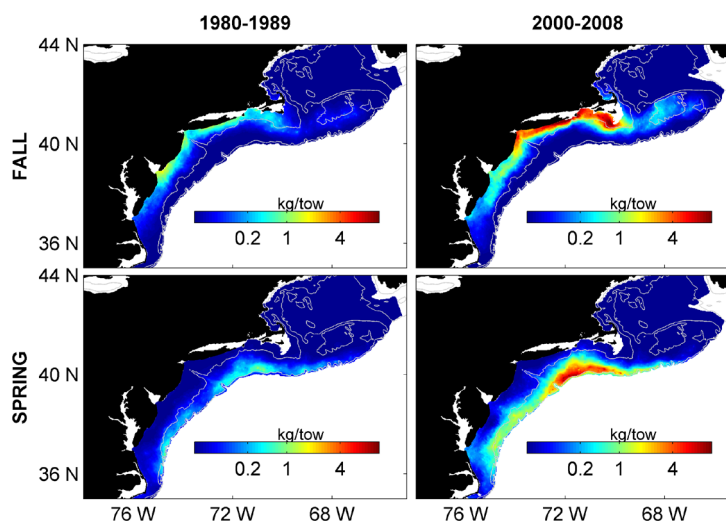 1980-1989 2000-2008
44 N
40 N
36 N
FALL
kg/tow
0.2 1 4
kg/tow
0.2 1 4
44 N
40 N
36 N
SPRING
kg/tow
0.2 1 4
kg/tow
0.2 1 4
76 W 72 W 68 W 76 W 72 W 68 W